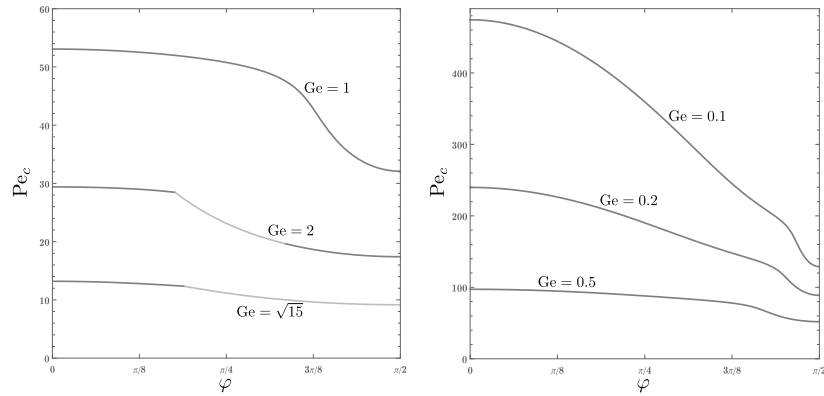 60
50
40
30
20
10
0
Pe_c
Ge = 1
Ge = 2
Ge = √15
0
π/8
π/4
3π/8
π/2
φ
400
300
200
100
0
Pe_c
Ge = 0.1
Ge = 0.2
Ge = 0.5
0
π/8
π/4
3π/8
π/2
φ